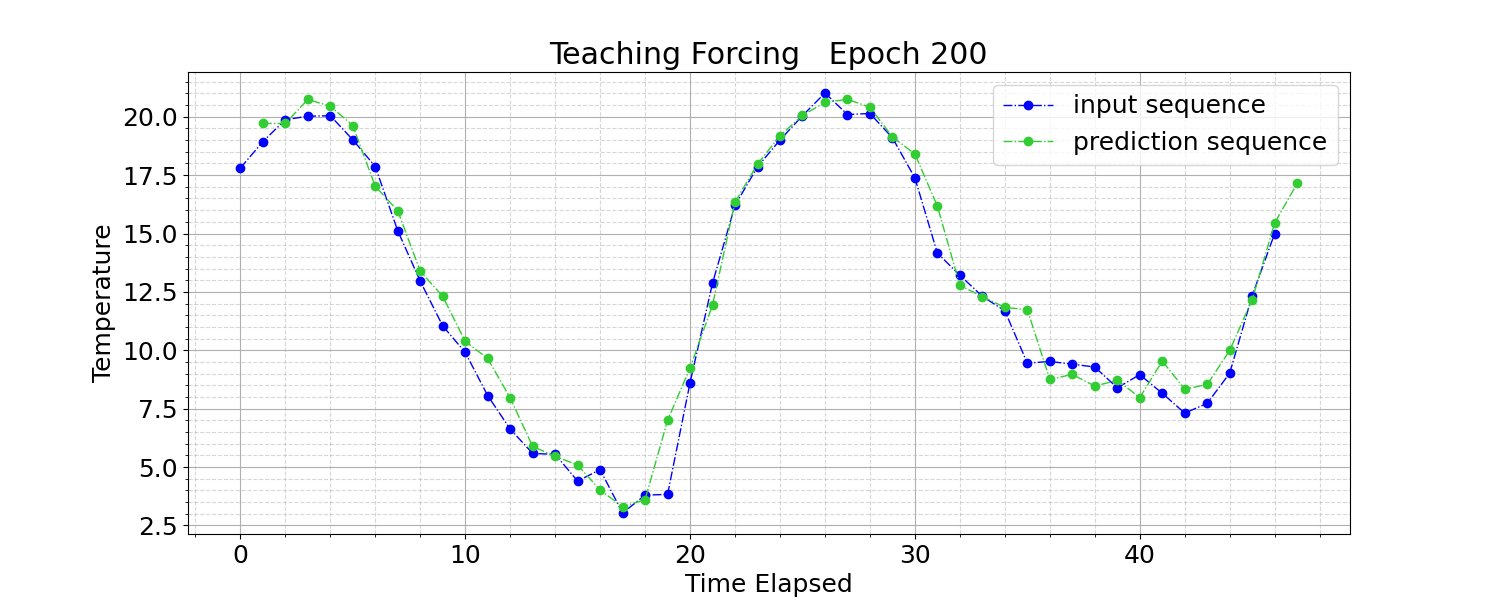 Teaching Forcing   Epoch 200
input sequence
prediction sequence
Temperature
20.0
17.5
15.0
12.5
10.0
7.5
5.0
2.5
0 10 20 30 40
Time Elapsed